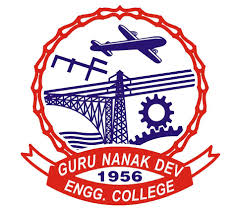 GURU NANAK DEV
1956
ENGG. COLLEGE